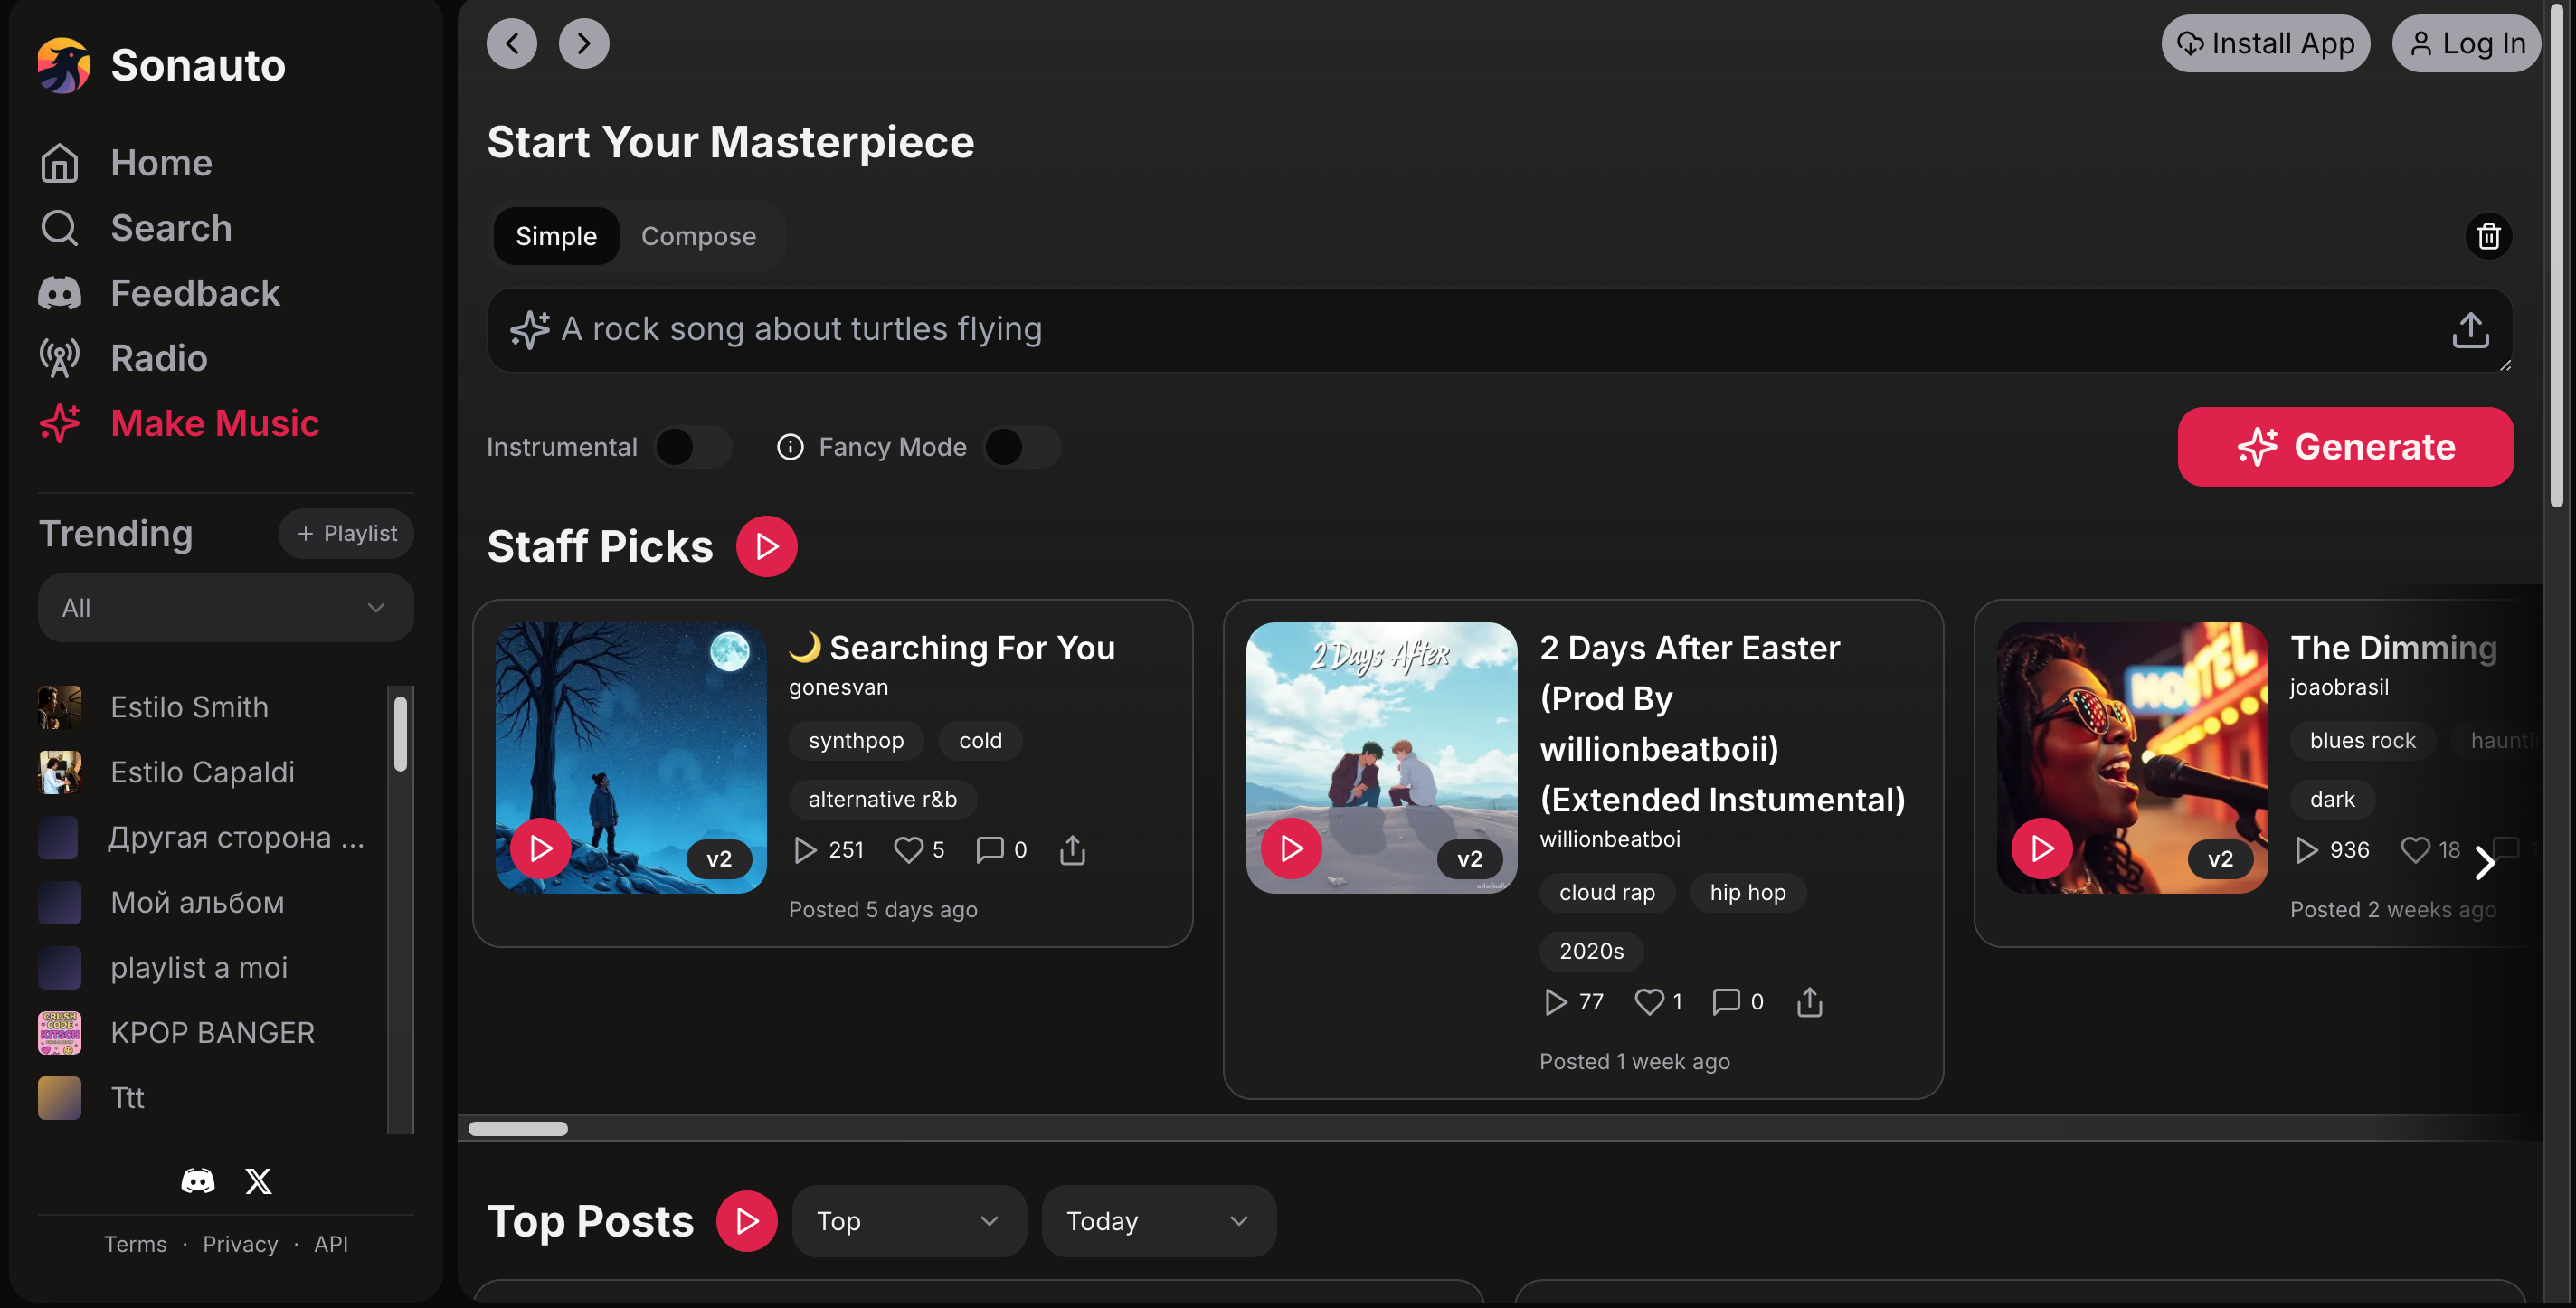 Sonauto
Home
Search
Feedback
Radio
Make Music
Trending
+ Playlist
All
Estilo Smith
Estilo Capaldi
Другая сторона ...
Мой альбом
playlist a moi
KPOP BANGER
Ttt
Terms · Privacy · API
Install App
Log In
Start Your Masterpiece
Simple
Compose
A rock song about turtles flying
Instrumental
Fancy Mode
Generate
Staff Picks
2 Days After
v2
🌙 Searching For You
gonesvan
synthpop
cold
alternative r&b
251
5
0
Posted 5 days ago
v2
2 Days After Easter
(Prod By
willionbeatboii)
(Extended Instumental)
willionbeatboi
cloud rap
hip hop
2020s
77
1
0
Posted 1 week ago
MOTEL
v2
The Dimming
joaobrasil
blues rock
dark
936
18
Posted 2 weeks ago
Top Posts
Top
Today
CRUSH
CODE
KITSCH